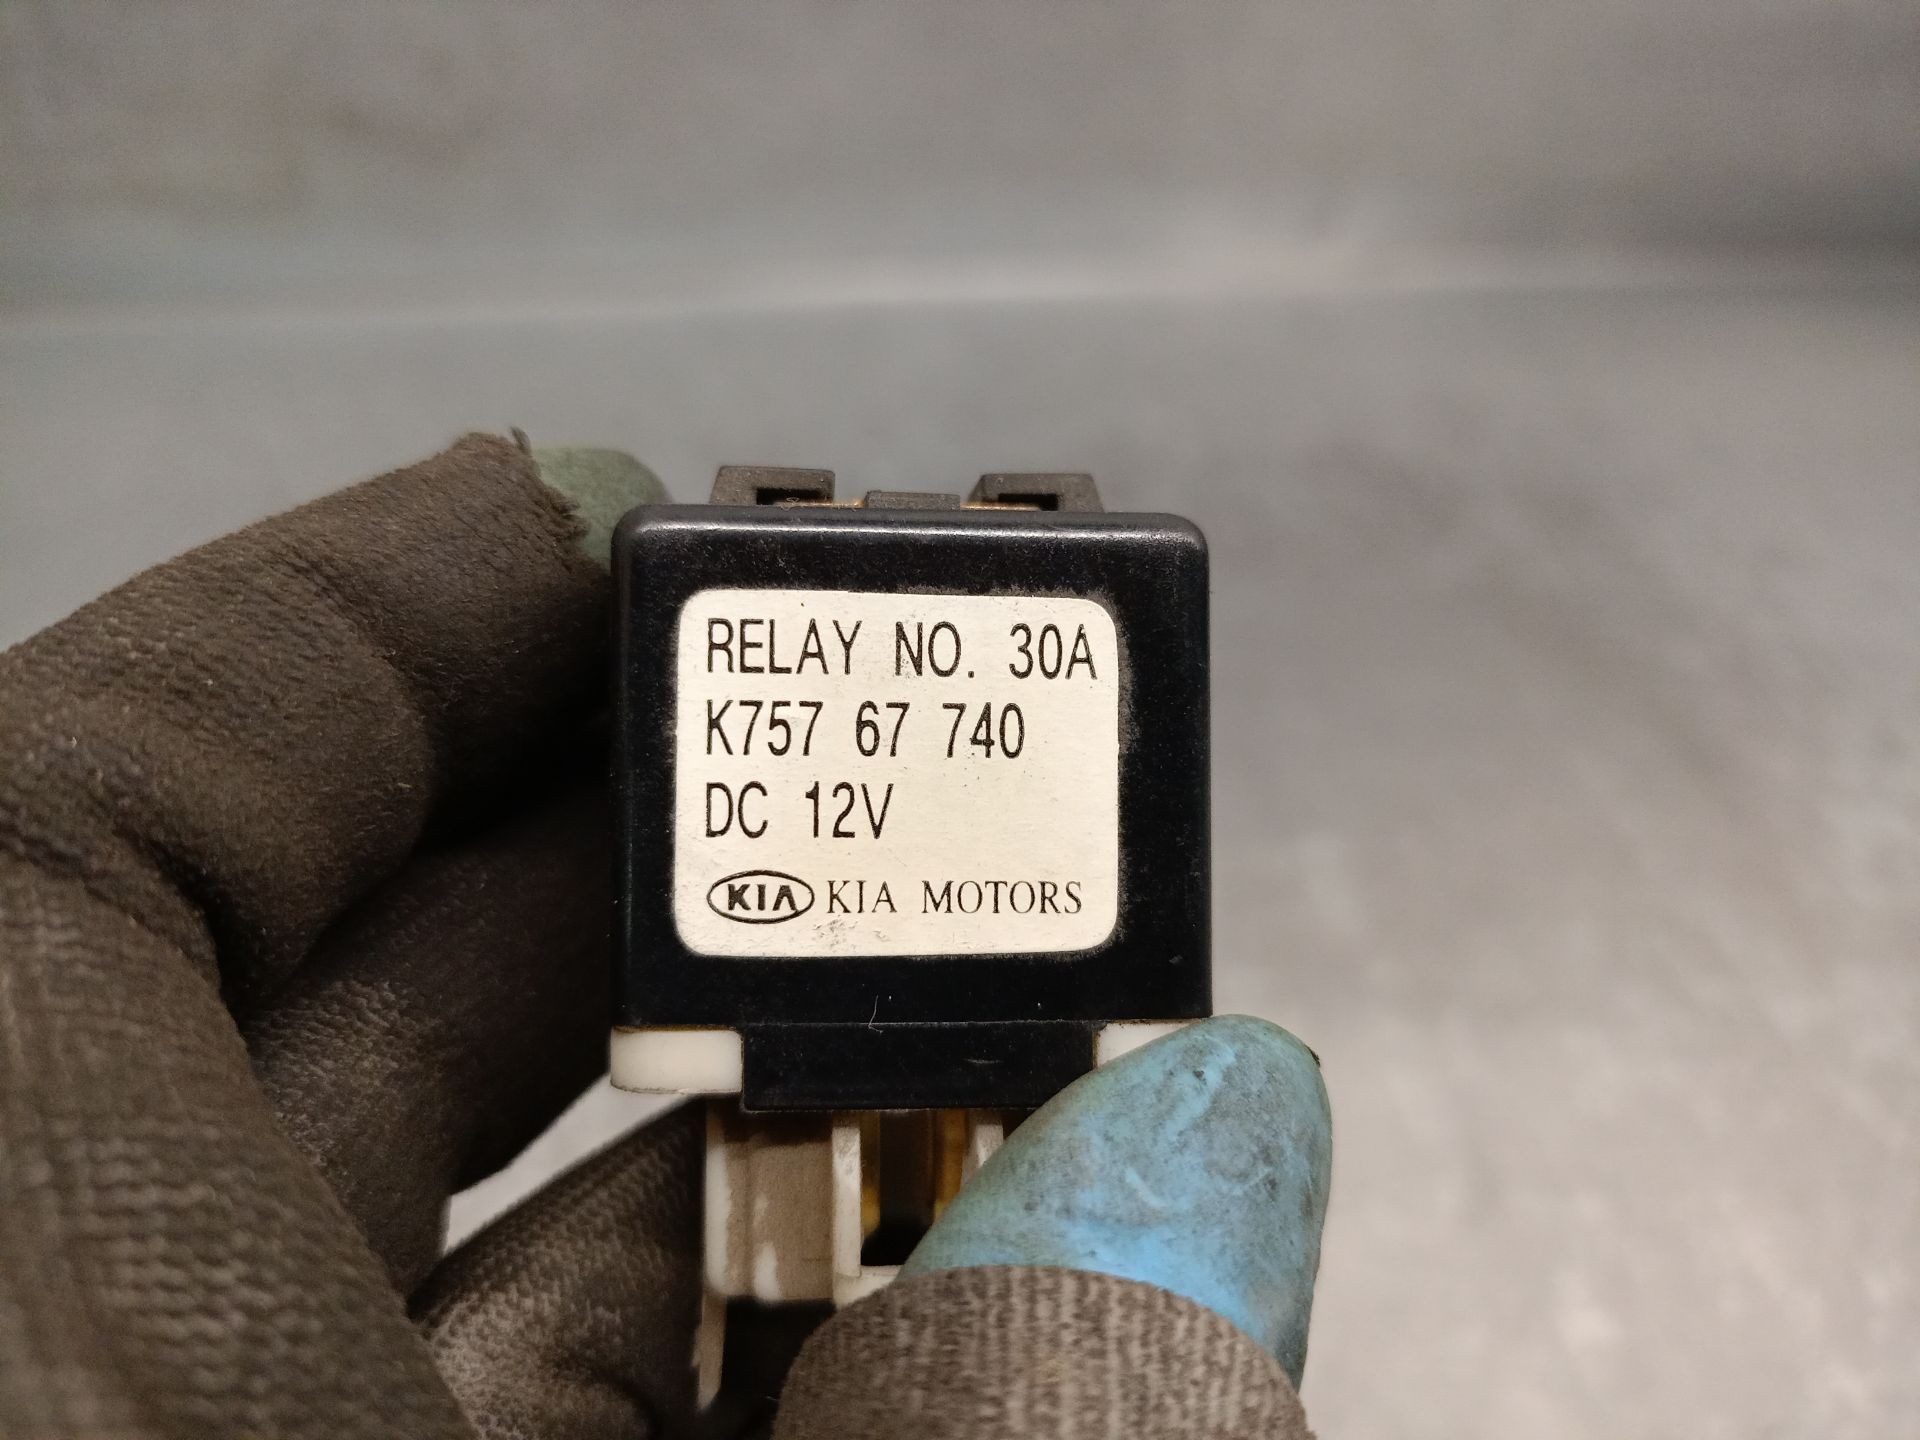 RELAY NO. 30A
K757 67 740
DC 12V
KIA KIA MOTORS